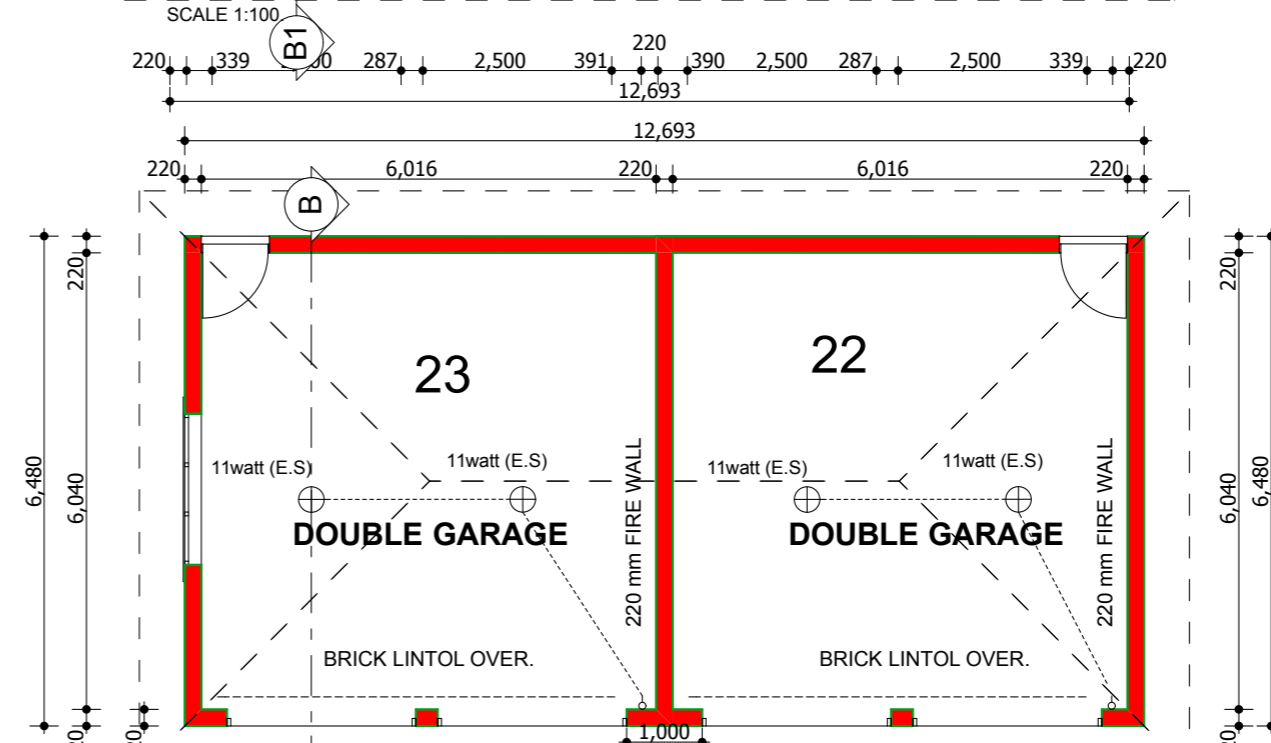 SCALE 1:100
B1
220
220 339 287 2,500 391 390 2,500 287 2,500 339 220
12,693
12,693
220 6,016 220 6,016 220
B
220 220
23 22
6,480 6,040 6,040 6,480
11watt (E.S) 11watt (E.S) 11watt (E.S) 11watt (E.S)
DOUBLE GARAGE DOUBLE GARAGE
220 mm FIRE WALL 220 mm FIRE WALL
BRICK LINTOL OVER. BRICK LINTOL OVER.
1,000